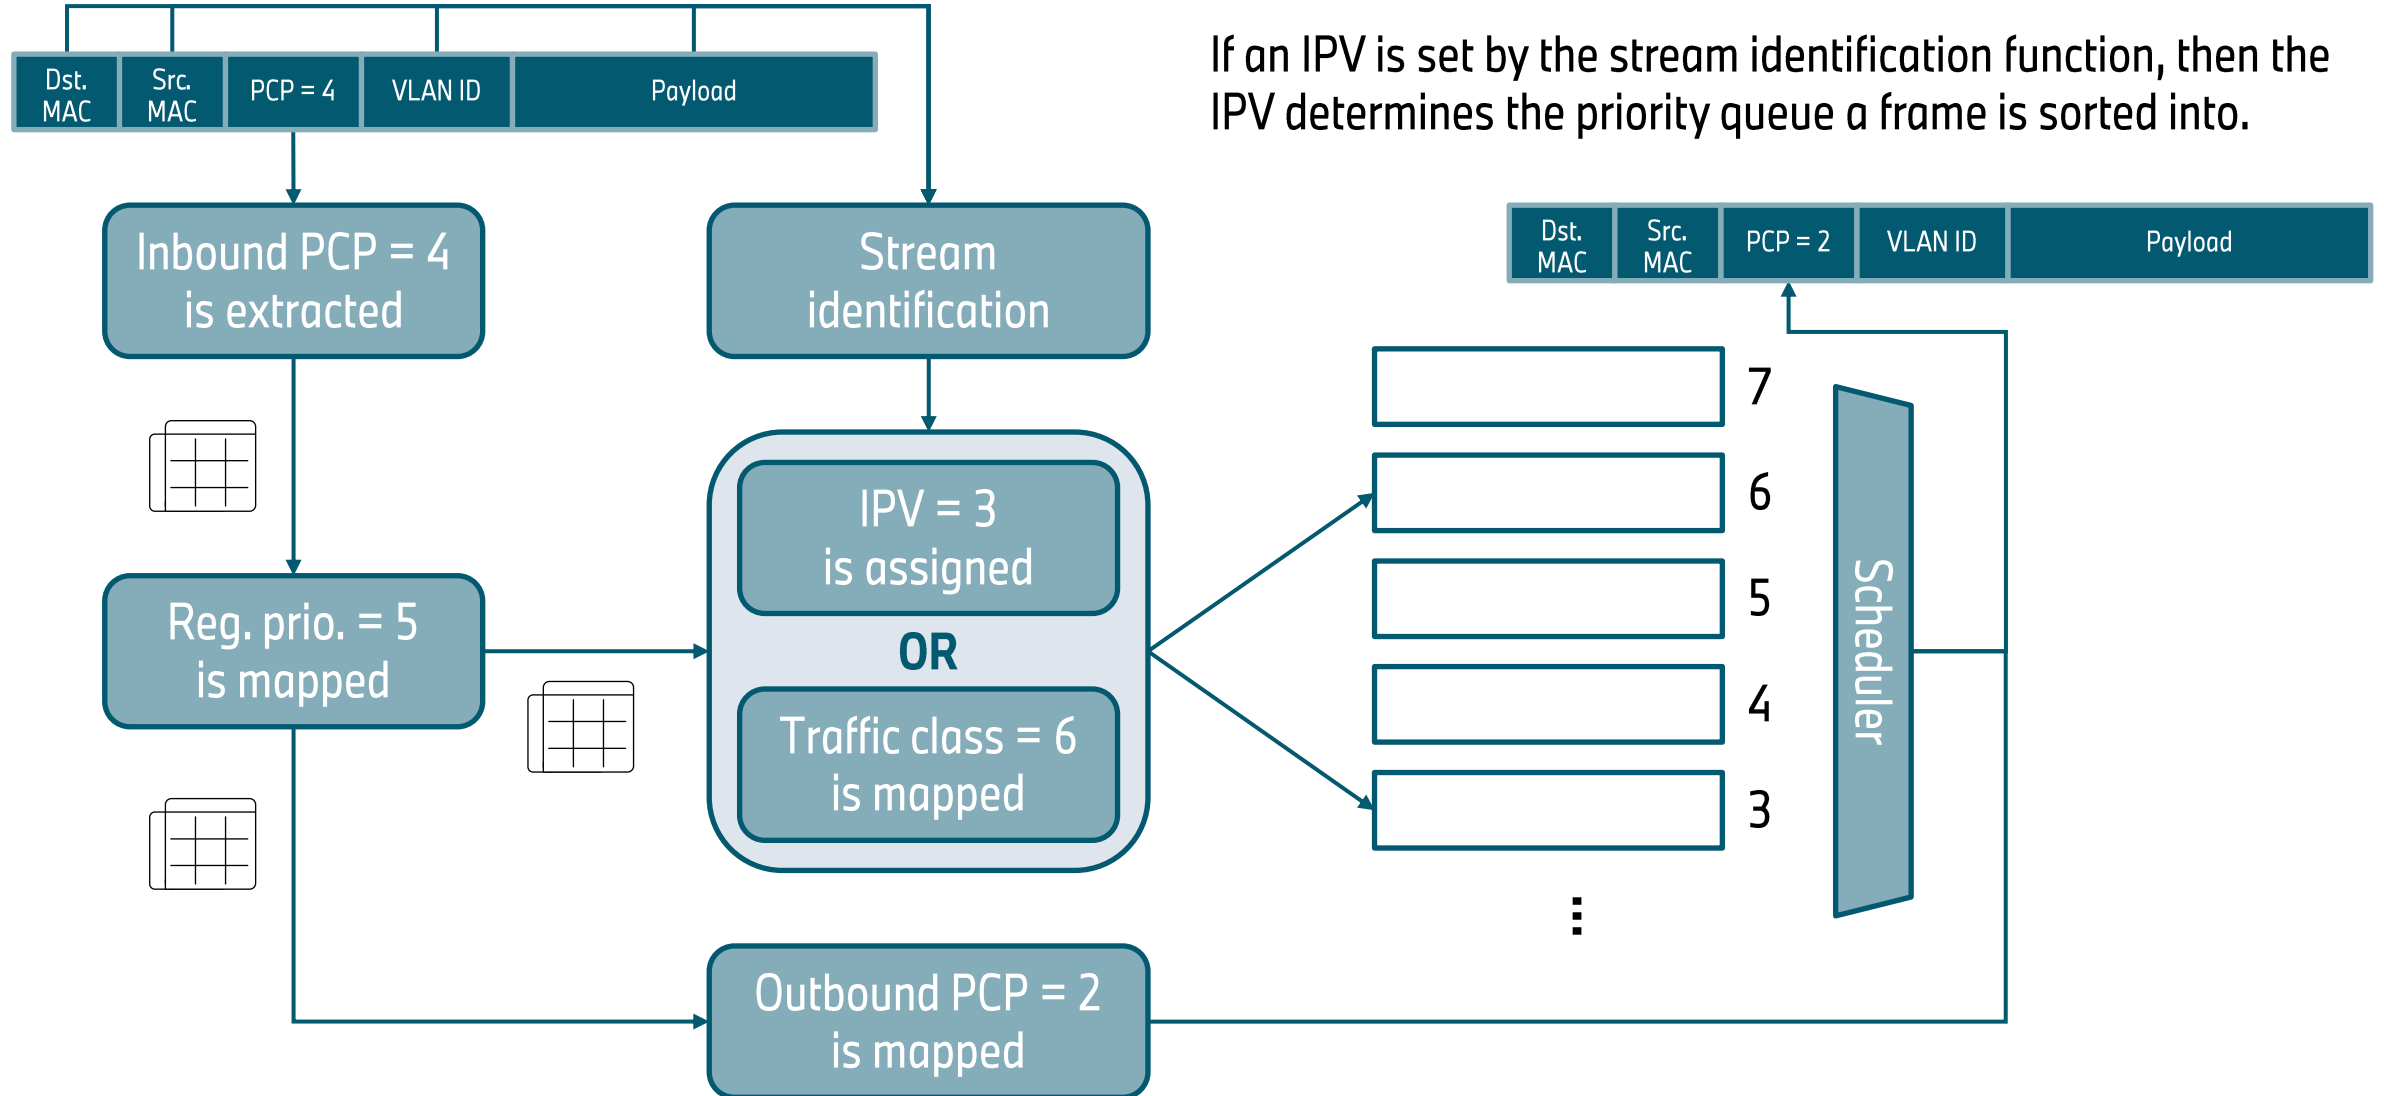 Dst.
MAC
Src.
MAC
PCP = 4
VLAN ID
Payload
If an IPV is set by the stream identification function, then the
IPV determines the priority queue a frame is sorted into.
Inbound PCP = 4
is extracted
Stream
identification
Dst.
MAC
Src.
MAC
PCP = 2
VLAN ID
Payload
Reg. prio. = 5
is mapped
IPV = 3
is assigned
OR
Traffic class = 6
is mapped
7
6
5
4
3
Scheduler
Outbound PCP = 2
is mapped